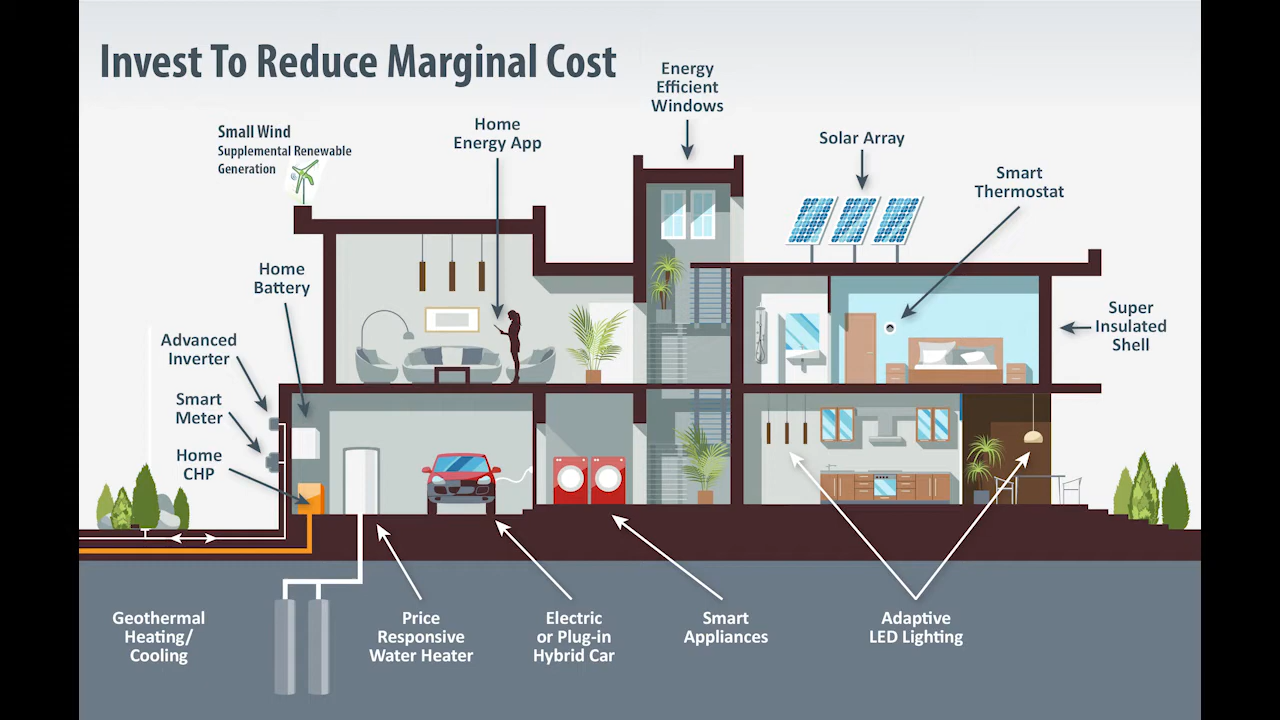 Invest To Reduce Marginal Cost
Energy
Efficient
Windows
Small Wind
Supplemental Renewable
Generation
Home
Energy App
Solar Array
Smart
Thermostat
Home
Battery
Super
Insulated
Shell
Advanced
Inverter
Smart
Meter
Home
CHP
Geothermal
Heating/
Cooling
Price
Responsive
Water Heater
Electric
or Plug-in
Hybrid Car
Smart
Appliances
Adaptive
LED Lighting